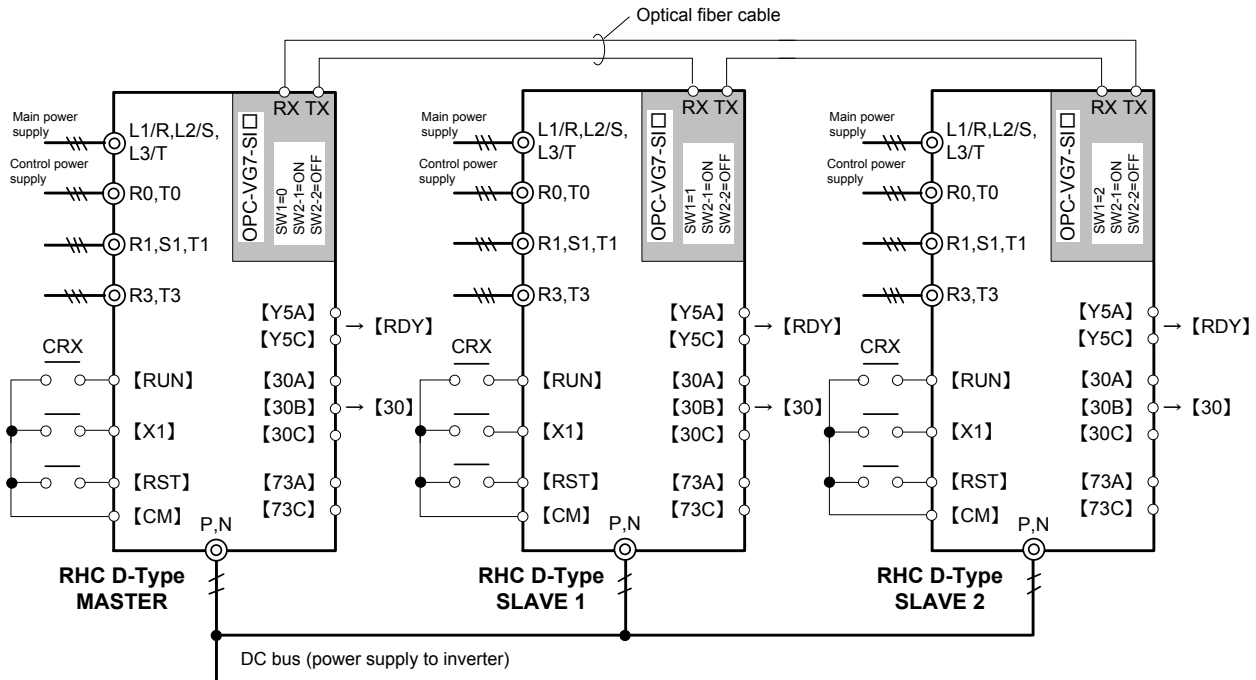 Optical fiber cable
RX TX
Main power
supply
L1/R,L2/S,
L3/T
Control power
supply
R0,T0
R1,S1,T1
R3,T3
OPC-VG7-SI□
SW1=0
SW2-1=ON
SW2-2=OFF
【Y5A】
【Y5C】
→【RDY】
CRX
【RUN】
【X1】
【RST】
【CM】
【30A】
【30B】
【30C】
→【30】
【73A】
【73C】
P,N
RHC D-Type
MASTER
RX TX
Main power
supply
L1/R,L2/S,
L3/T
Control power
supply
R0,T0
R1,S1,T1
R3,T3
OPC-VG7-SI□
SW1=1
SW2-1=ON
SW2-2=OFF
【Y5A】
【Y5C】
→【RDY】
CRX
【RUN】
【X1】
【RST】
【CM】
【30A】
【30B】
【30C】
→【30】
【73A】
【73C】
P,N
RHC D-Type
SLAVE 1
RX TX
Main power
supply
L1/R,L2/S,
L3/T
Control power
supply
R0,T0
R1,S1,T1
R3,T3
OPC-VG7-SI□
SW1=2
SW2-1=ON
SW2-2=OFF
【Y5A】
【Y5C】
→【RDY】
CRX
【RUN】
【X1】
【RST】
【CM】
【30A】
【30B】
【30C】
→【30】
【73A】
【73C】
P,N
RHC D-Type
SLAVE 2
DC bus (power supply to inverter)